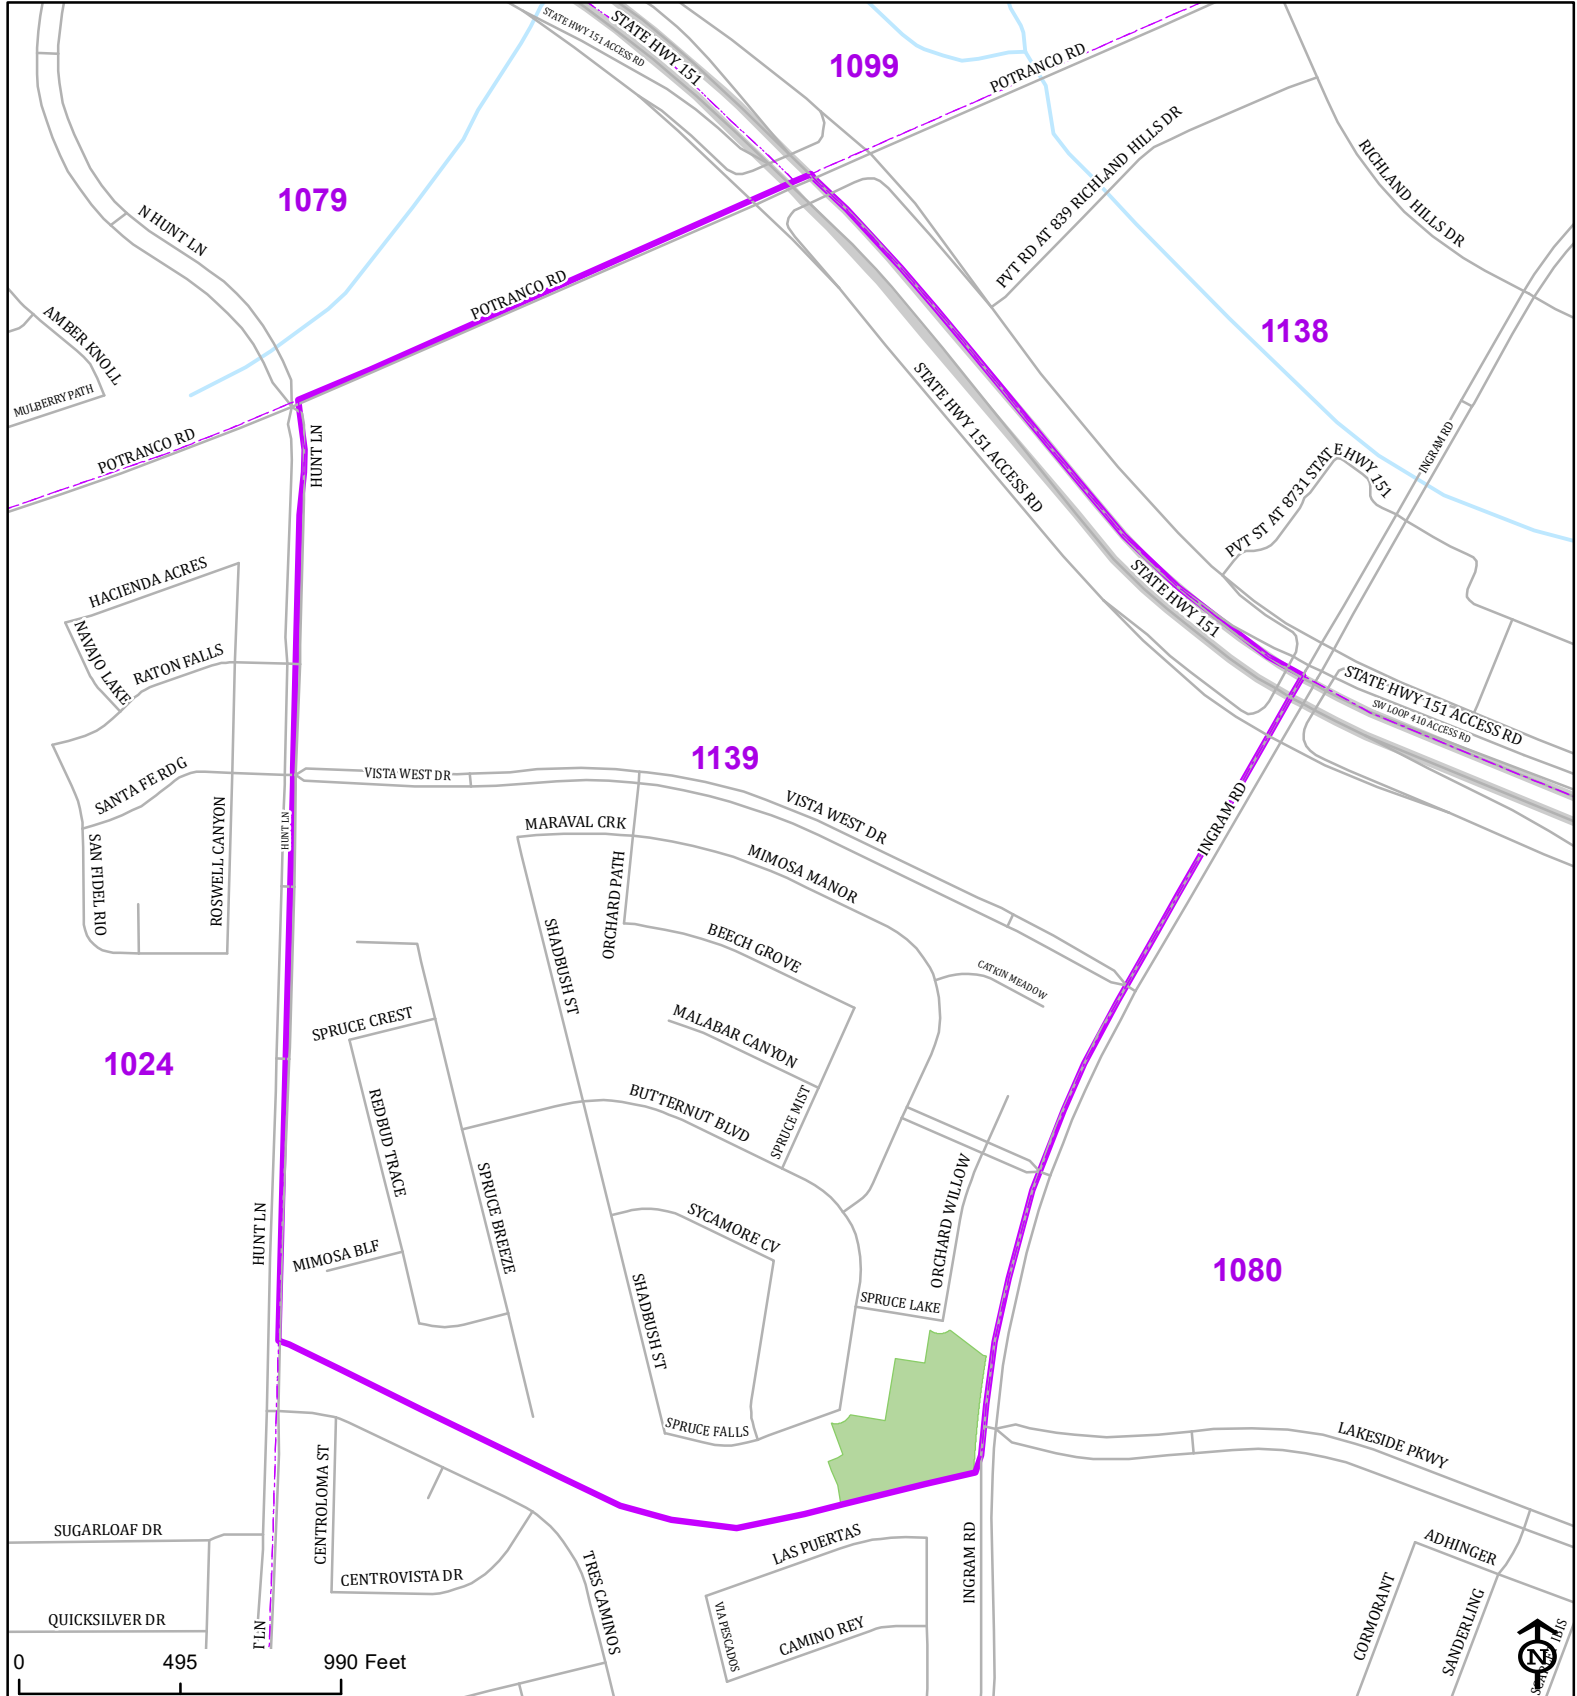 STATE HWY 151 ACCESS RD
STATE HWY 151
1099
POTRANCO RD
1079
N HUNT LN
PVT RD AT 839 RICHLAND HILLS DR
RICHLAND HILLS DR
POTRANCO RD
AMBER KNOLL
MULBERRY PATH
1138
STATE HWY 151 ACCESS RD
POTRANCO RD
HUNT LN
INGRAM RD
PVT ST AT 8731 STATE HWY 151
STATE HWY 151
HACIENDA ACRES
NAVAJO LAKE
RATON FALLS
STATE HWY 151 ACCESS RD
SW LOOP 410 ACCESS RD
1139
SANTA FE RDG
VISTA WEST DR
VISTA WEST DR
INGRAM RD
MARAVAL CRK
HUNT LN
SAN FIDEL RIO
ROSWELL CANYON
ORCHARD PATH
MIMOSA MANOR
SHADBUSH ST
BEECH GROVE
CATKIN MEADOW
SPRUCE CREST
MALABAR CANYON
1024
REDBUD TRACE
BUTTERNUT BLVD
SPRUCE MIST
SPRUCE BREEZE
ORCHARD WILLOW
HUNT LN
SYCAMORE CV
MIMOSA BLF
1080
SHADBUSH ST
SPRUCE LAKE
SPRUCE FALLS
LAKESIDE PKWY
CENTROLOMA ST
SUGARLOAF DR
LAS PUERTAS
INGRAM RD
ADHINGER
CENTROVISTA DR
TRES CAMINOS
QUICKSILVER DR
T LN
VIA PESCADOS
CAMINO REY
CORMORANT
SANDERLING
IBIS
N
0 495 990 Feet